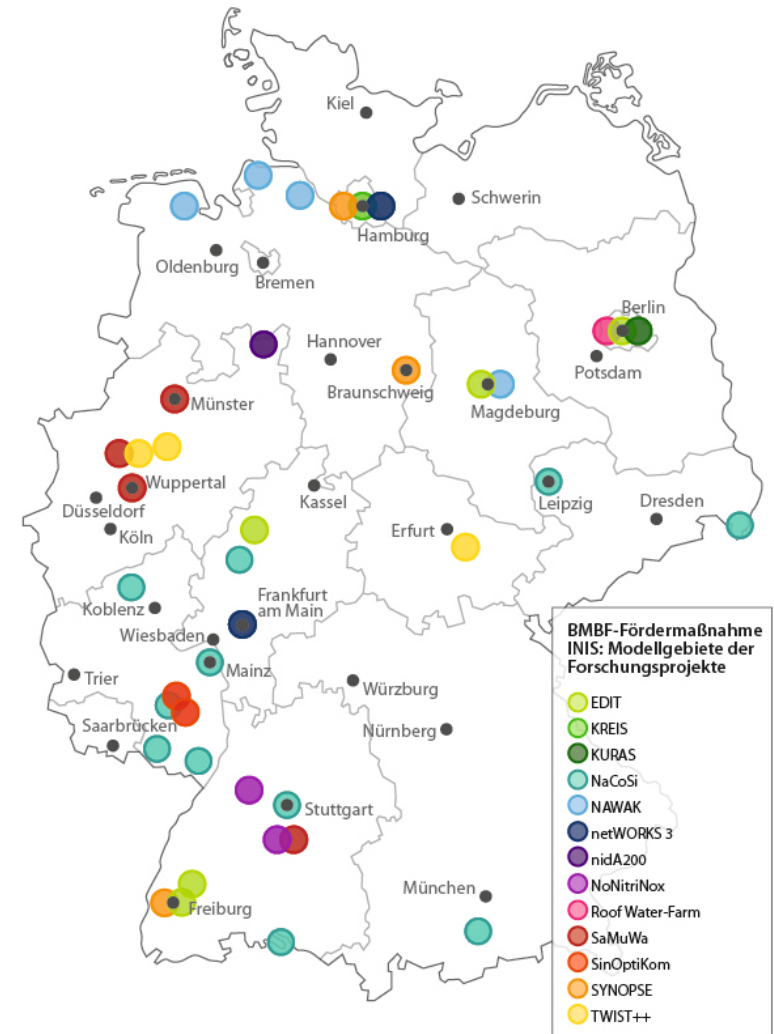 Kiel
Schwerin
Hamburg
Oldenburg
Bremen
Berlin
Hannover
Potsdam
Braunschweig
Magdeburg
Münster
Wuppertal
Düsseldorf
Köln
Kassel
Leipzig
Dresden
Erfurt
Koblenz
Frankfurt
am Main
Wiesbaden
Mainz
Trier
Würzburg
Saarbrücken
Nürnberg
Stuttgart
München
Freiburg
BMBF-Fördermaßnahme
INIS: Modellgebiete der
Forschungsprojekte
EDIT
KREIS
KURAS
NaCoSi
NAWAK
netWORKS 3
nidA200
NoNitriNox
Roof Water-Farm
SaMuWa
SinOptiKom
SYNOPSE
TWIST++